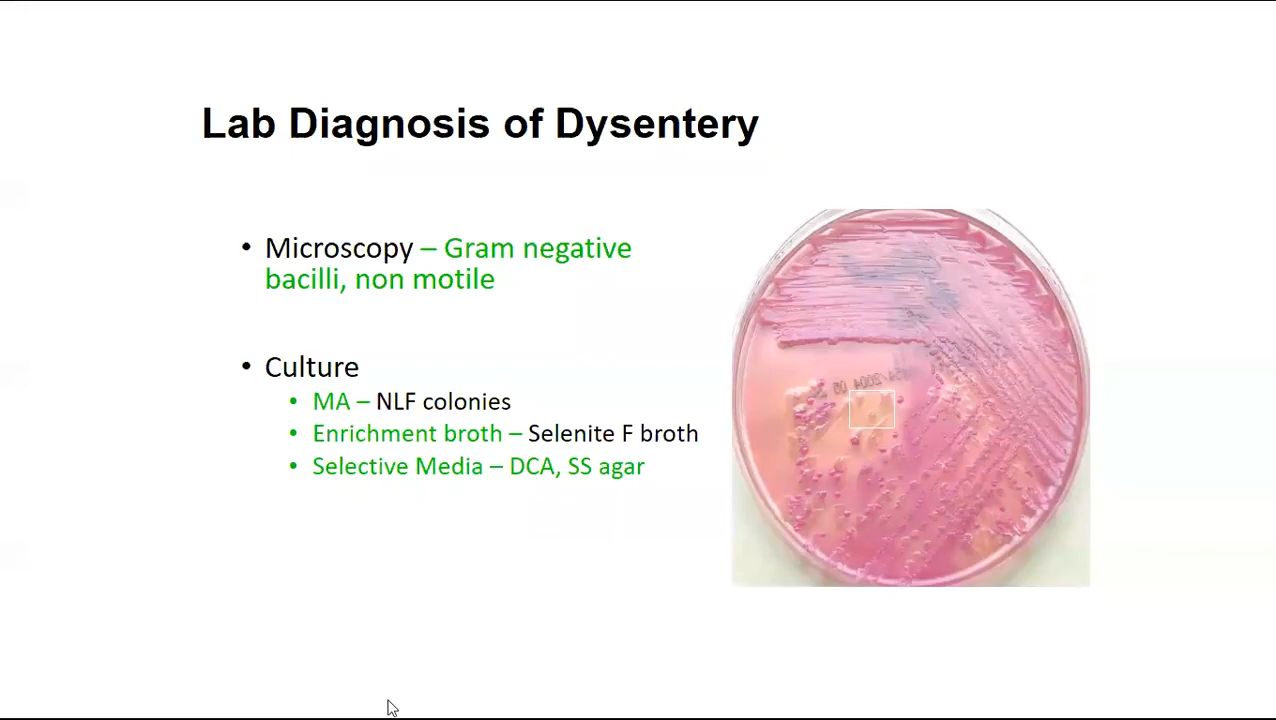 Lab Diagnosis of Dysentery
• Microscopy – Gram negative
bacilli, non motile
• Culture
• MA – NLF colonies
• Enrichment broth – Selenite F broth
• Selective Media – DCA, SS agar